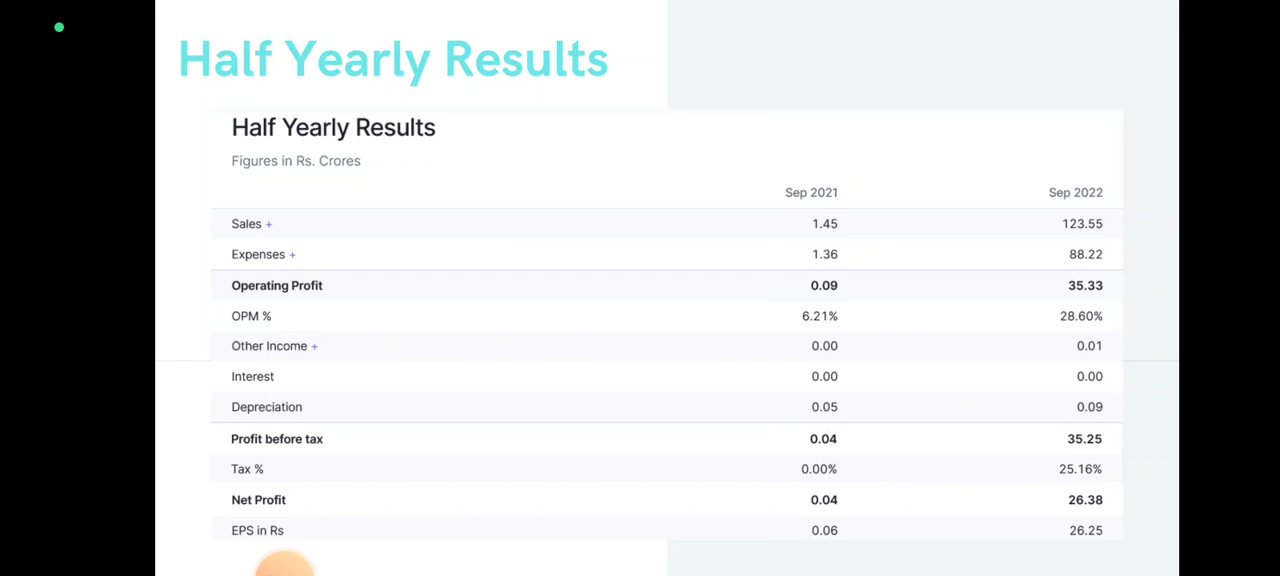 Half Yearly Results
Half Yearly Results
Figures in Rs. Crores
Sep 2021 Sep 2022
Sales + 1.45 123.55
Expenses + 1.36 88.22
Operating Profit 0.09 35.33
OPM % 6.21% 28.60%
Other Income + 0.00 0.01
Interest 0.00 0.00
Depreciation 0.05 0.09
Profit before tax 0.04 35.25
Tax % 0.00% 25.16%
Net Profit 0.04 26.38
EPS in Rs 0.06 26.25